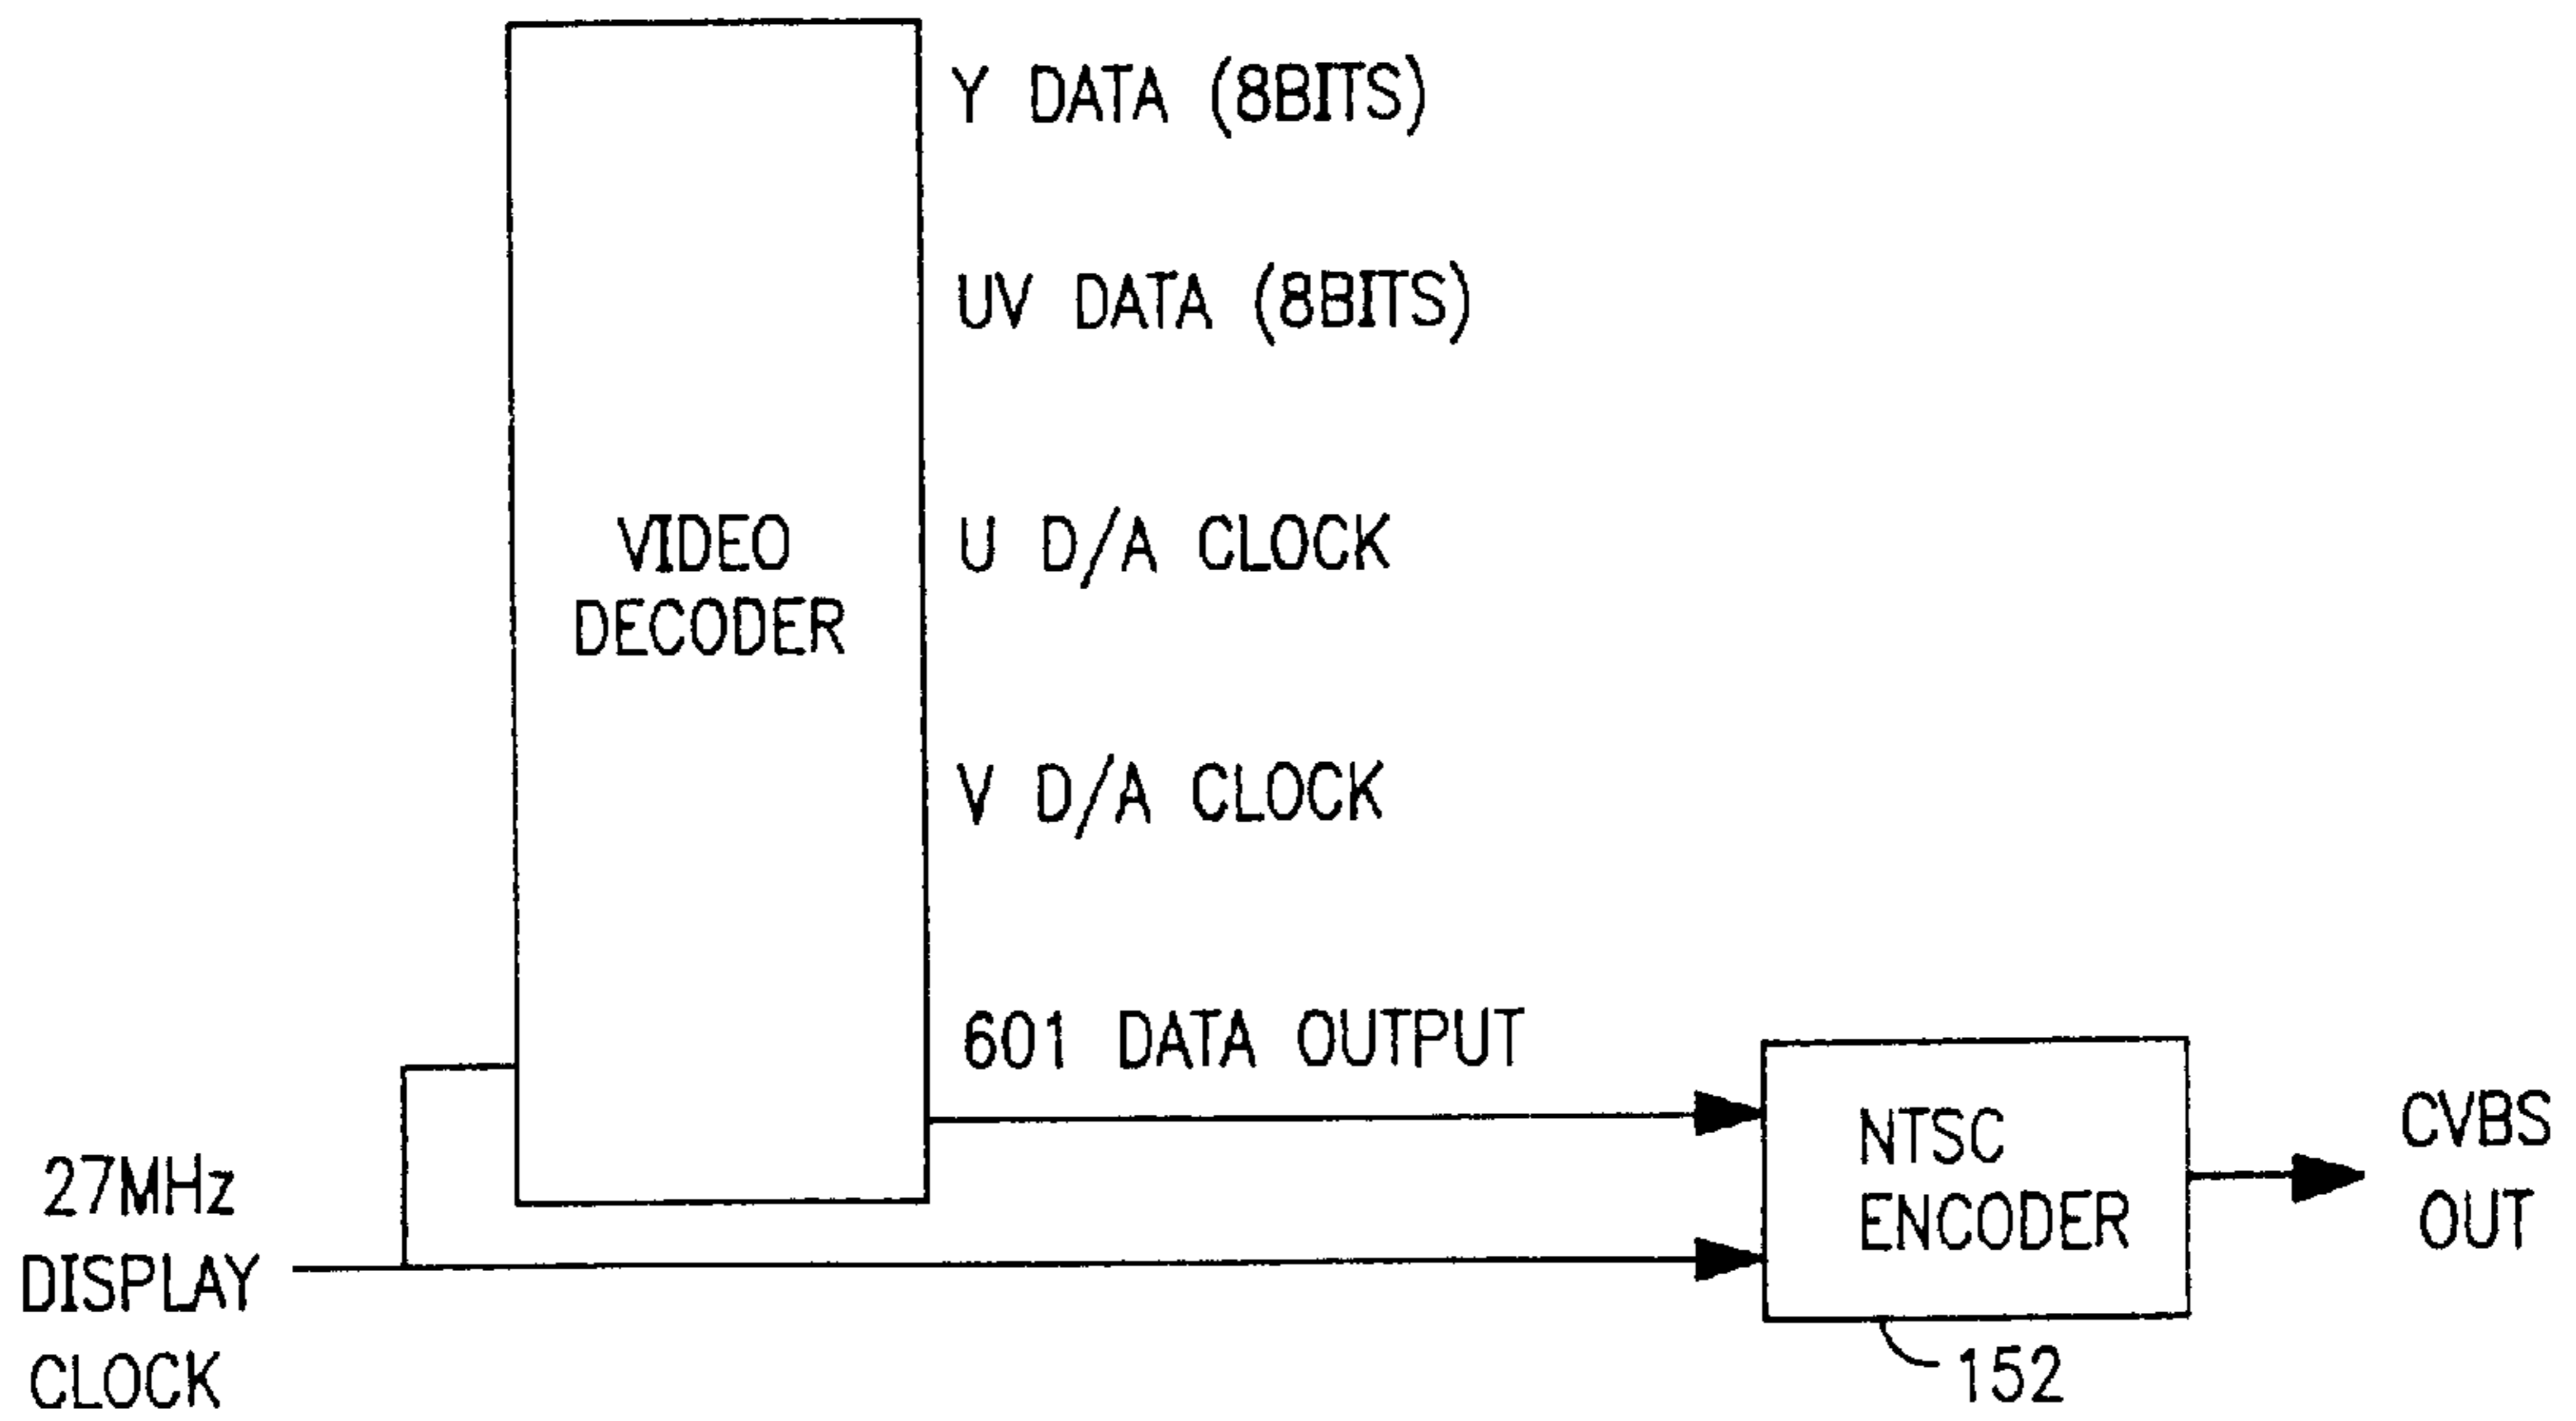 Y DATA (8BITS)
UV DATA (8BITS)
VIDEO
DECODER
U D/A CLOCK
V D/A CLOCK
601 DATA OUTPUT
27MHz
DISPLAY
CLOCK
NTSC
ENCODER
CVBS
OUT
152